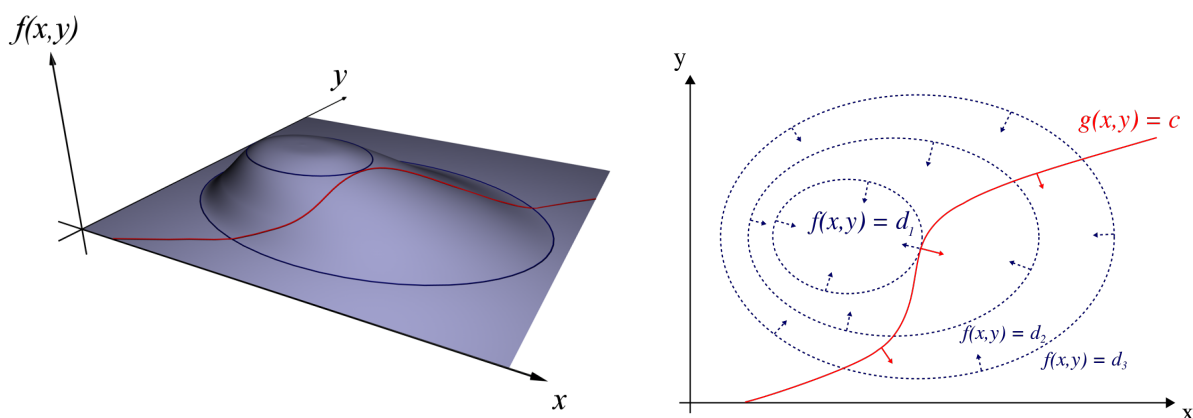 f(x,y)
y
x
y
g(x,y) = c
f(x,y) = d₁
f(x,y) = d₂
f(x,y) = d₃
x